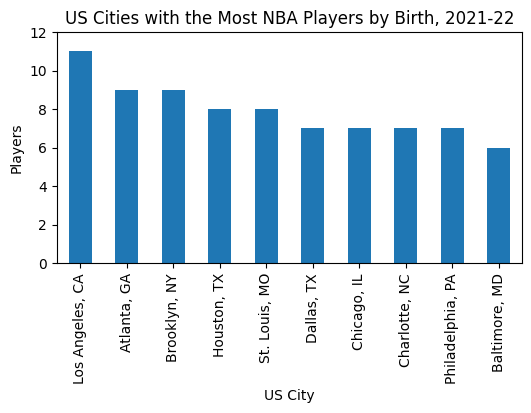 US Cities with the Most NBA Players by Birth, 2021-22
12
10
8
6
4
2
0
Players
Los Angeles, CA
Atlanta, GA
Brooklyn, NY
Houston, TX
St. Louis, MO
Dallas, TX
Chicago, IL
Charlotte, NC
Philadelphia, PA
Baltimore, MD
US City